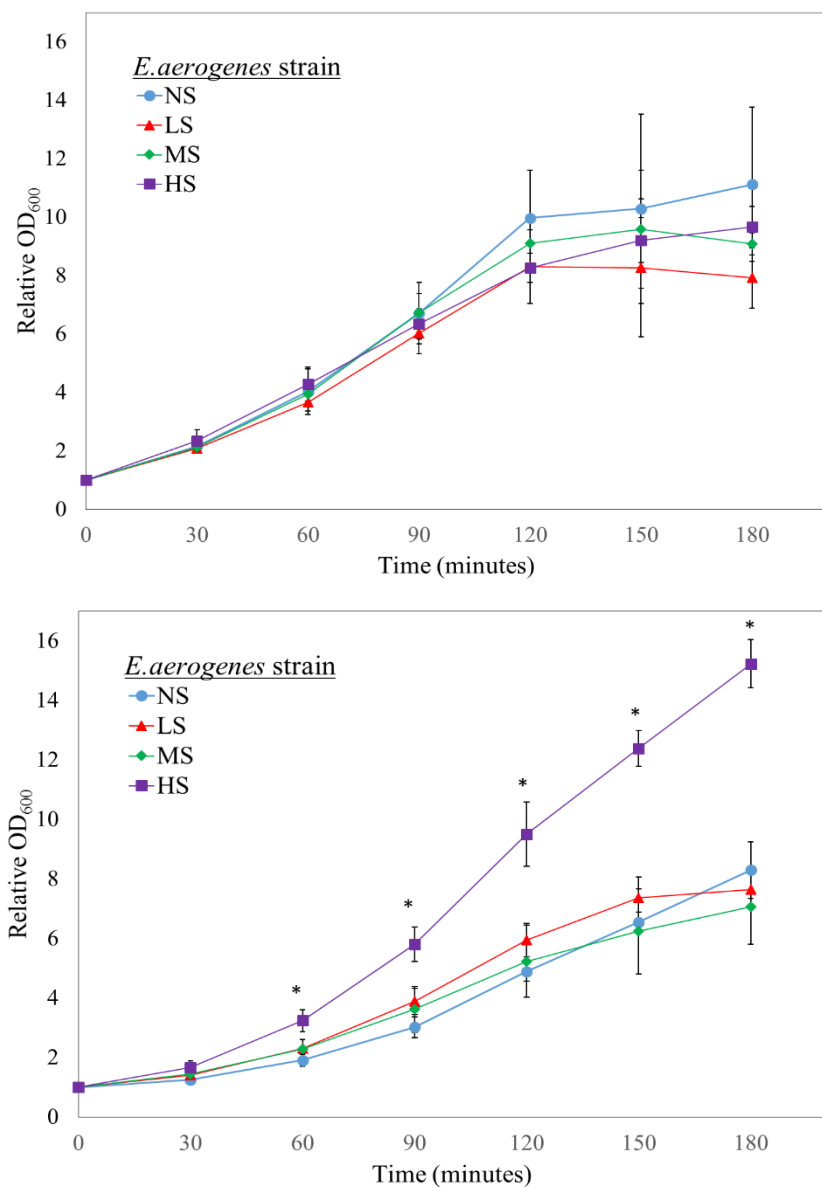 16
14
12
10
8
6
4
2
0
Relative OD₆₀₀
E.aerogenes strain
NS
LS
MS
HS
0 30 60 90 120 150 180
Time (minutes)
16
14
12
10
8
6
4
2
0
Relative OD₆₀₀
E.aerogenes strain
NS
LS
MS
HS
*
*
*
*
*
0 30 60 90 120 150 180
Time (minutes)